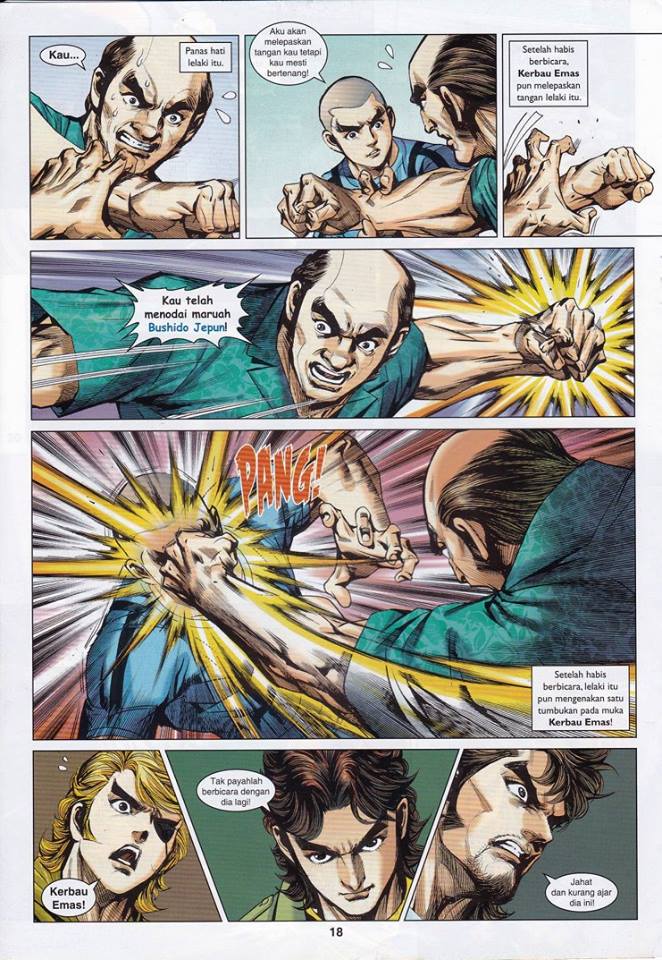 Kau...
Panas hati
lelaki itu.
Aku akan
melepaskan
tangan kau tetapi
kau mesti
bertenang!
Setelah habis
berbicara,
Kerbau Emas
pun melepaskan
tangan lelaki itu.
Kau telah
menodai maruah
Bushido Jepun!
PANG!
Setelah habis
berbicara, lelaki itu
pun mengenakan satu
tumbukan pada muka
Kerbau Emas!
Kerbau
Emas!
Tak payahlah
berbicara dengan
dia lagi!
Jahat
dan kurang ajar
dia ini!
18